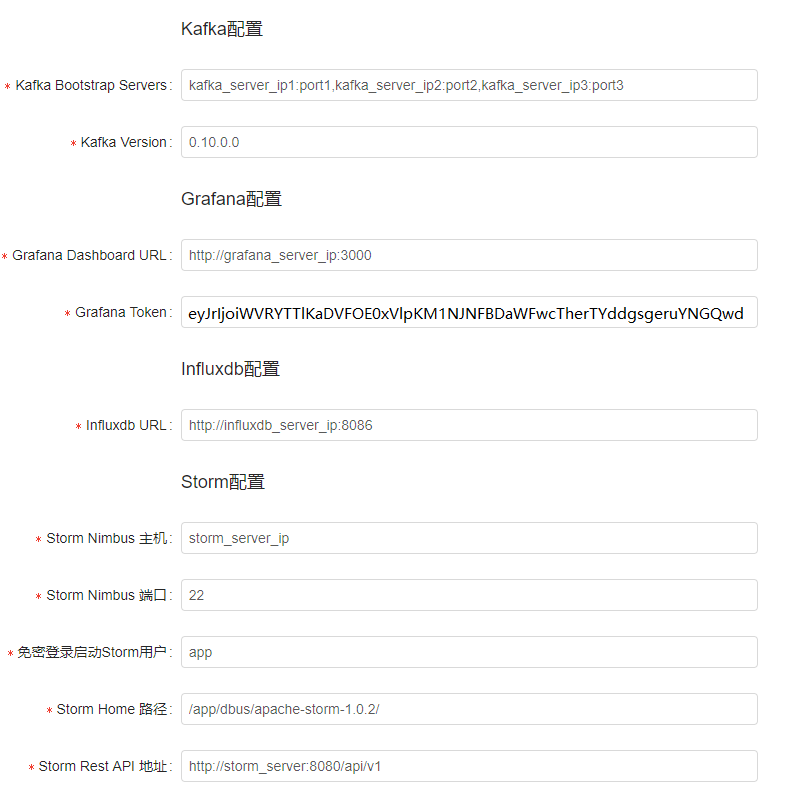 Kafka配置
* Kafka Bootstrap Servers: kafka_server_ip1:port1,kafka_server_ip2:port2,kafka_server_ip3:port3
* Kafka Version: 0.10.0.0
Grafana配置
* Grafana Dashboard URL: http://grafana_server_ip:3000
* Grafana Token: eyJrIjoiWVRYTTlKaDVFOE0xVlpKM1NJNFBDaWFwcTherTYddgsgeruYNGQwd
Influxdb配置
* Influxdb URL: http://influxdb_server_ip:8086
Storm配置
* Storm Nimbus 主机: storm_server_ip
* Storm Nimbus 端口: 22
* 免密登录启动Storm用户: app
* Storm Home 路径: /app/dbus/apache-storm-1.0.2/
* Storm Rest API 地址: http://storm_server:8080/api/v1